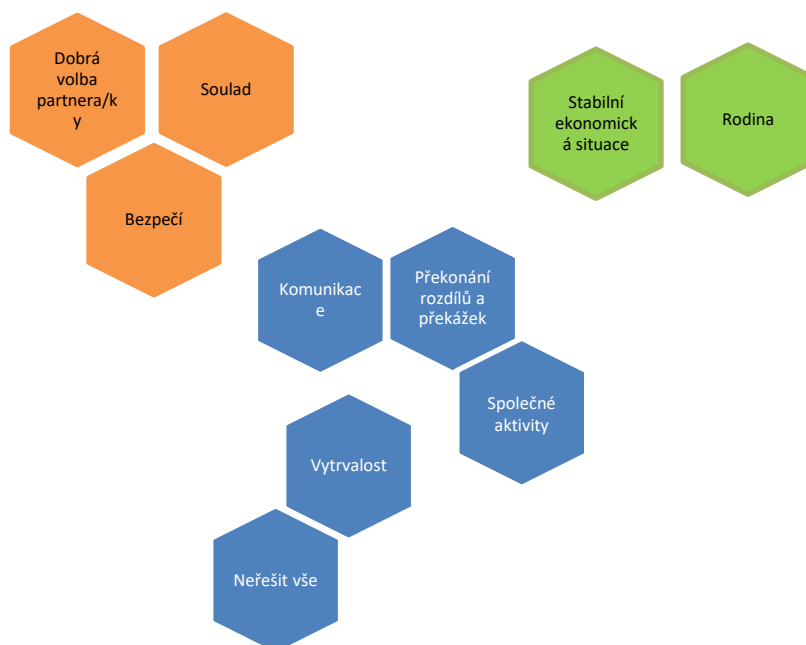 Dobrá
volba
partnera/k
y
Soulad
Bezpečí
Stabilní
ekonomick
á situace
Rodina
Komunikac
e
Překonání
rozdílů a
překážek
Společné
aktivity
Vytrvalost
Neřešit vše